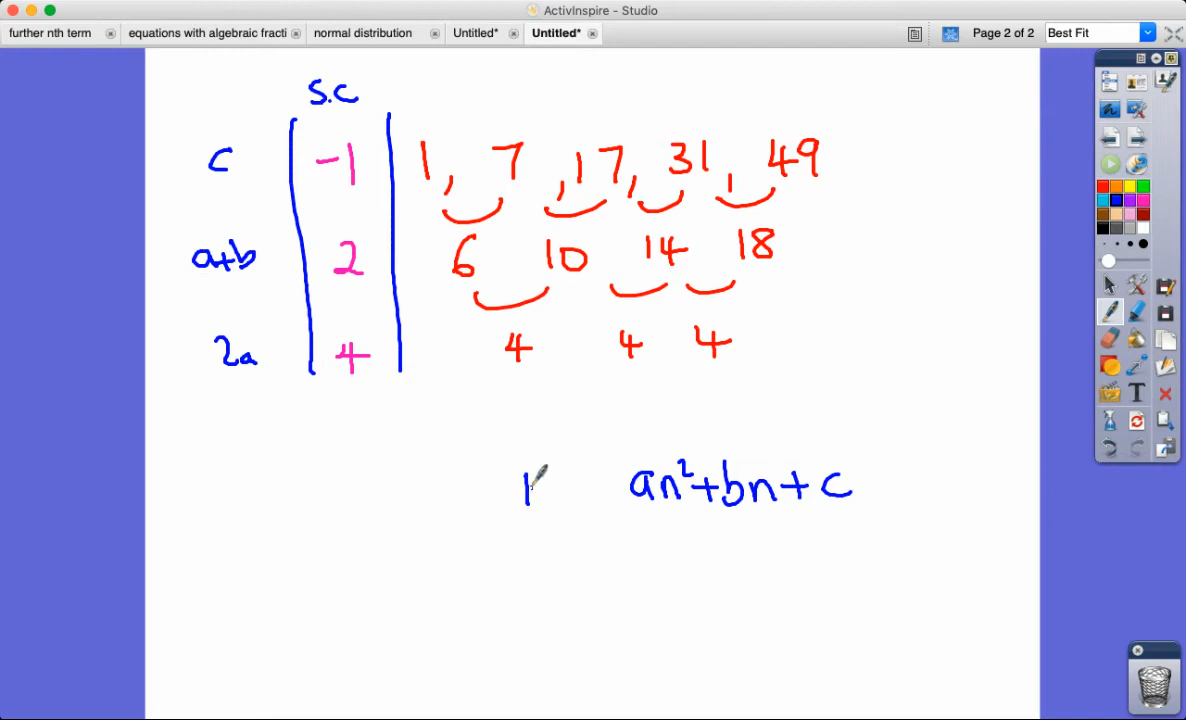 ActivInspire - Studio
further nth term equations with algebraic fracti normal distribution Untitled* Untitled* Page 2 of 2 Best Fit
S.C
c -1 1, 7, 17, 31, 49
a+b 2 6 10 14 18
2a 4 4 4 4
an²+bn+c
T